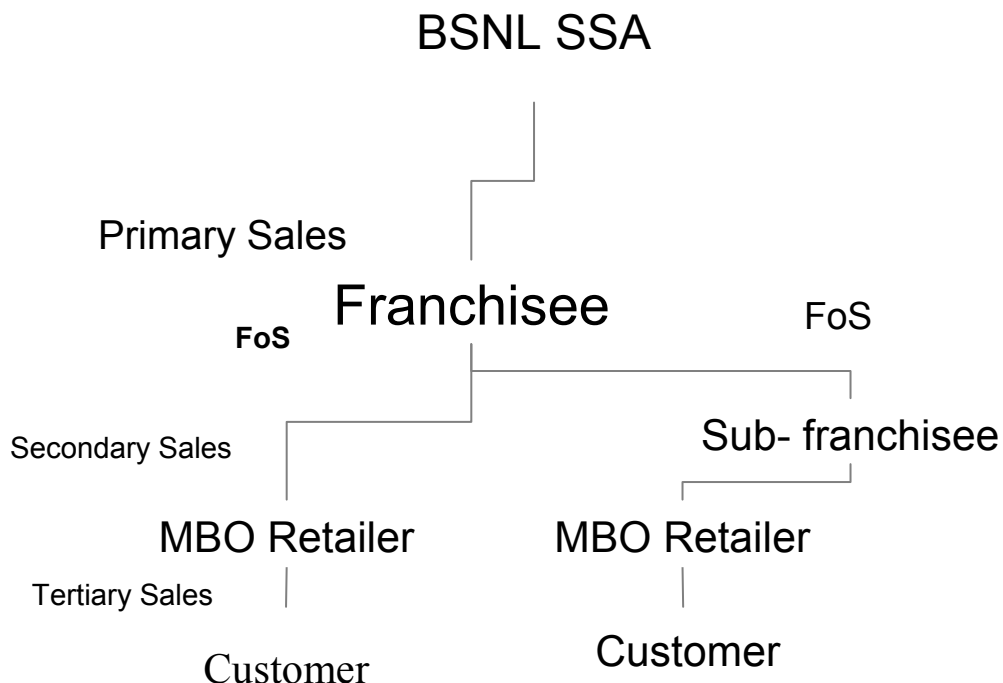 BSNL SSA
Primary Sales
Franchisee
FoS
FoS
Secondary Sales
Sub- franchisee
MBO Retailer
MBO Retailer
Tertiary Sales
Customer
Customer